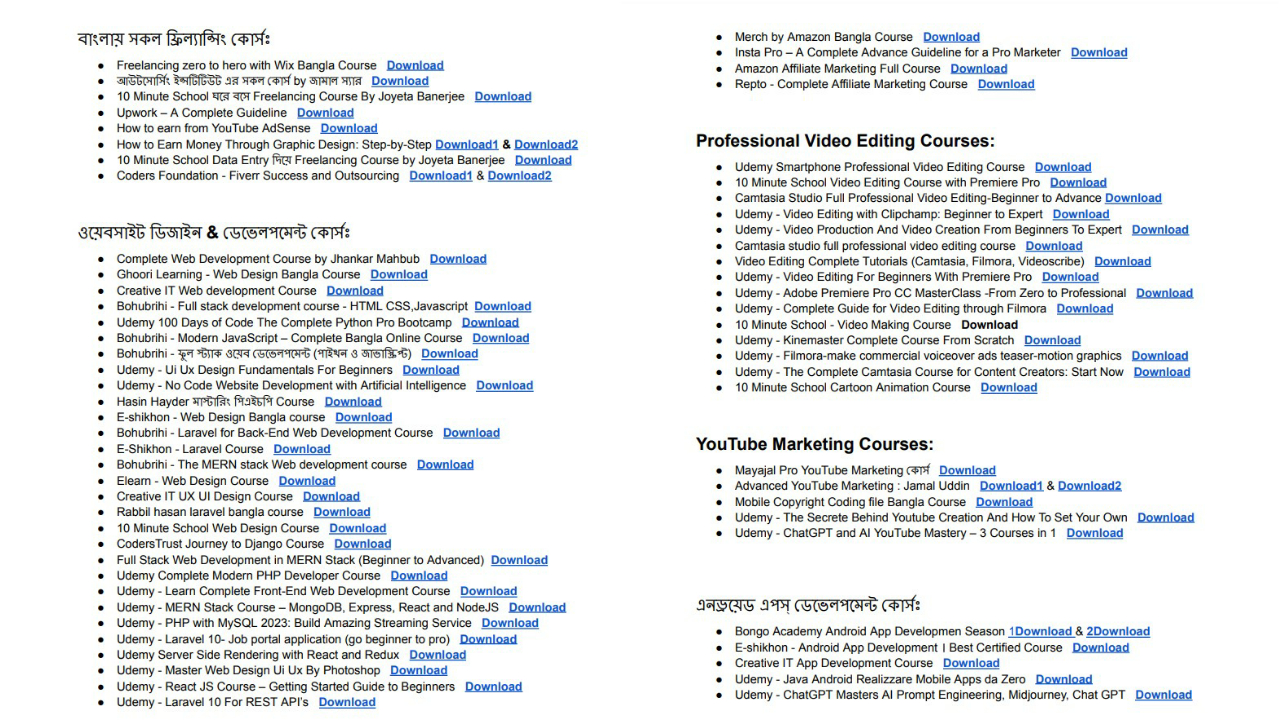 বাংলায় সকল ফ্রিল্যান্সিং কোর্সঃ
● Freelancing zero to hero with Wix Bangla Course Download
● আউটসোর্সিং ইন্সটিটিউট এর সকল কোর্স by জামাল স্যার Download
● 10 Minute School ঘরে বসে Freelancing Course By Joyeta Banerjee Download
● Upwork – A Complete Guideline Download
● How to earn from YouTube AdSense Download
● How to Earn Money Through Graphic Design: Step-by-Step Download1 & Download2
● 10 Minute School Data Entry দিয়ে Freelancing Course by Joyeta Banerjee Download
● Coders Foundation - Fiverr Success and Outsourcing Download1 & Download2
ওয়েবসাইট ডিজাইন & ডেভেলপমেন্ট কোর্সঃ
● Complete Web Development Course by Jhankar Mahbub Download
● Ghoori Learning - Web Design Bangla Course Download
● Creative IT Web development Course Download
● Bohubrihi - Full stack development course - HTML CSS,Javascript Download
● Udemy 100 Days of Code The Complete Python Pro Bootcamp Download
● Bohubrihi - Modern JavaScript – Complete Bangla Online Course Download
● Bohubrihi - ফুল স্ট্যাক ওয়েব ডেভেলপমেন্ট (পাইথন ও জাভাস্ক্রিপ্ট) Download
● Udemy - Ui Ux Design Fundamentals For Beginners Download
● Udemy - No Code Website Development with Artificial Intelligence Download
● Hasin Hayder মাস্টারিং পিএইচপি Course Download
● E-shikhon - Web Design Bangla course Download
● Bohubrihi - Laravel for Back-End Web Development Course Download
● E-Shikhon - Laravel Course Download
● Bohubrihi - The MERN stack Web development course Download
● Elearn - Web Design Course Download
● Creative IT UX UI Design Course Download
● Rabbil hasan laravel bangla course Download
● 10 Minute School Web Design Course Download
● CodersTrust Journey to Django Course Download
● Full Stack Web Development in MERN Stack (Beginner to Advanced) Download
● Udemy Complete Modern PHP Developer Course Download
● Udemy - Learn Complete Front-End Web Development Course Download
● Udemy - MERN Stack Course – MongoDB, Express, React and NodeJS Download
● Udemy - PHP with MySQL 2023: Build Amazing Streaming Service Download
● Udemy - Laravel 10- Job portal application (go beginner to pro) Download
● Udemy Server Side Rendering with React and Redux Download
● Udemy - Master Web Design Ui Ux By Photoshop Download
● Udemy - React JS Course – Getting Started Guide to Beginners Download
● Udemy - Laravel 10 For REST API's Download
● Merch by Amazon Bangla Course Download
● Insta Pro – A Complete Advance Guideline for a Pro Marketer Download
● Amazon Affiliate Marketing Full Course Download
● Repto - Complete Affiliate Marketing Course Download
Professional Video Editing Courses:
● Udemy Smartphone Professional Video Editing Course Download
● 10 Minute School Video Editing Course with Premiere Pro Download
● Camtasia Studio Full Professional Video Editing-Beginner to Advance Download
● Udemy - Video Editing with Clipchamp: Beginner to Expert Download
● Udemy - Video Production And Video Creation From Beginners To Expert Download
● Camtasia studio full professional video editing course Download
● Video Editing Complete Tutorials (Camtasia, Filmora, Videoscribe) Download
● Udemy - Video Editing For Beginners With Premiere Pro Download
● Udemy - Adobe Premiere Pro CC MasterClass -From Zero to Professional Download
● Udemy - Complete Guide for Video Editing through Filmora Download
● 10 Minute School - Video Making Course Download
● Udemy - Kinemaster Complete Course From Scratch Download
● Udemy - Filmora-make commercial voiceover ads teaser-motion graphics Download
● Udemy - The Complete Camtasia Course for Content Creators: Start Now Download
● 10 Minute School Cartoon Animation Course Download
YouTube Marketing Courses:
● Mayajal Pro YouTube Marketing কোর্স Download
● Advanced YouTube Marketing : Jamal Uddin Download1 & Download2
● Mobile Copyright Coding file Bangla Course Download
● Udemy - The Secrete Behind Youtube Creation And How To Set Your Own Download
● Udemy - ChatGPT and AI YouTube Mastery – 3 Courses in 1 Download
এনড্রয়েড এপস্ ডেভেলপমেন্ট কোর্সঃ
● Bongo Academy Android App Developmen Season 1Download & 2Download
● E-shikhon - Android App Development । Best Certified Course Download
● Creative IT App Development Course Download
● Udemy - Java Android Realizzare Mobile Apps da Zero Download
● Udemy - ChatGPT Masters AI Prompt Engineering, Midjourney, Chat GPT Download